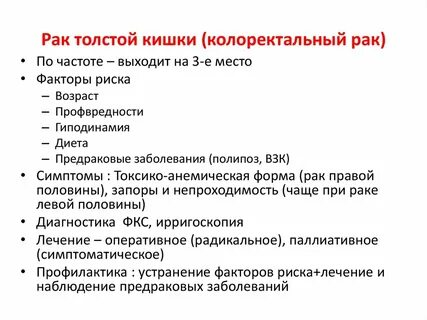 Рак толстой кишки (колоректальный рак)
• По частоте – выходит на 3-е место
• Факторы риска
– Возраст
– Профвредности
– Гиподинамия
– Диета
– Предраковые заболевания (полипоз, ВЗК)
• Симптомы : Токсико-анемическая форма (рак правой
половины), запоры и непроходимость (чаще при раке
левой половины)
• Диагностика ФКС, ирригоскопия
• Лечение – оперативное (радикальное), паллиативное
(симптоматическое)
• Профилактика : устранение факторов риска+лечение и
наблюдение предраковых заболеваний